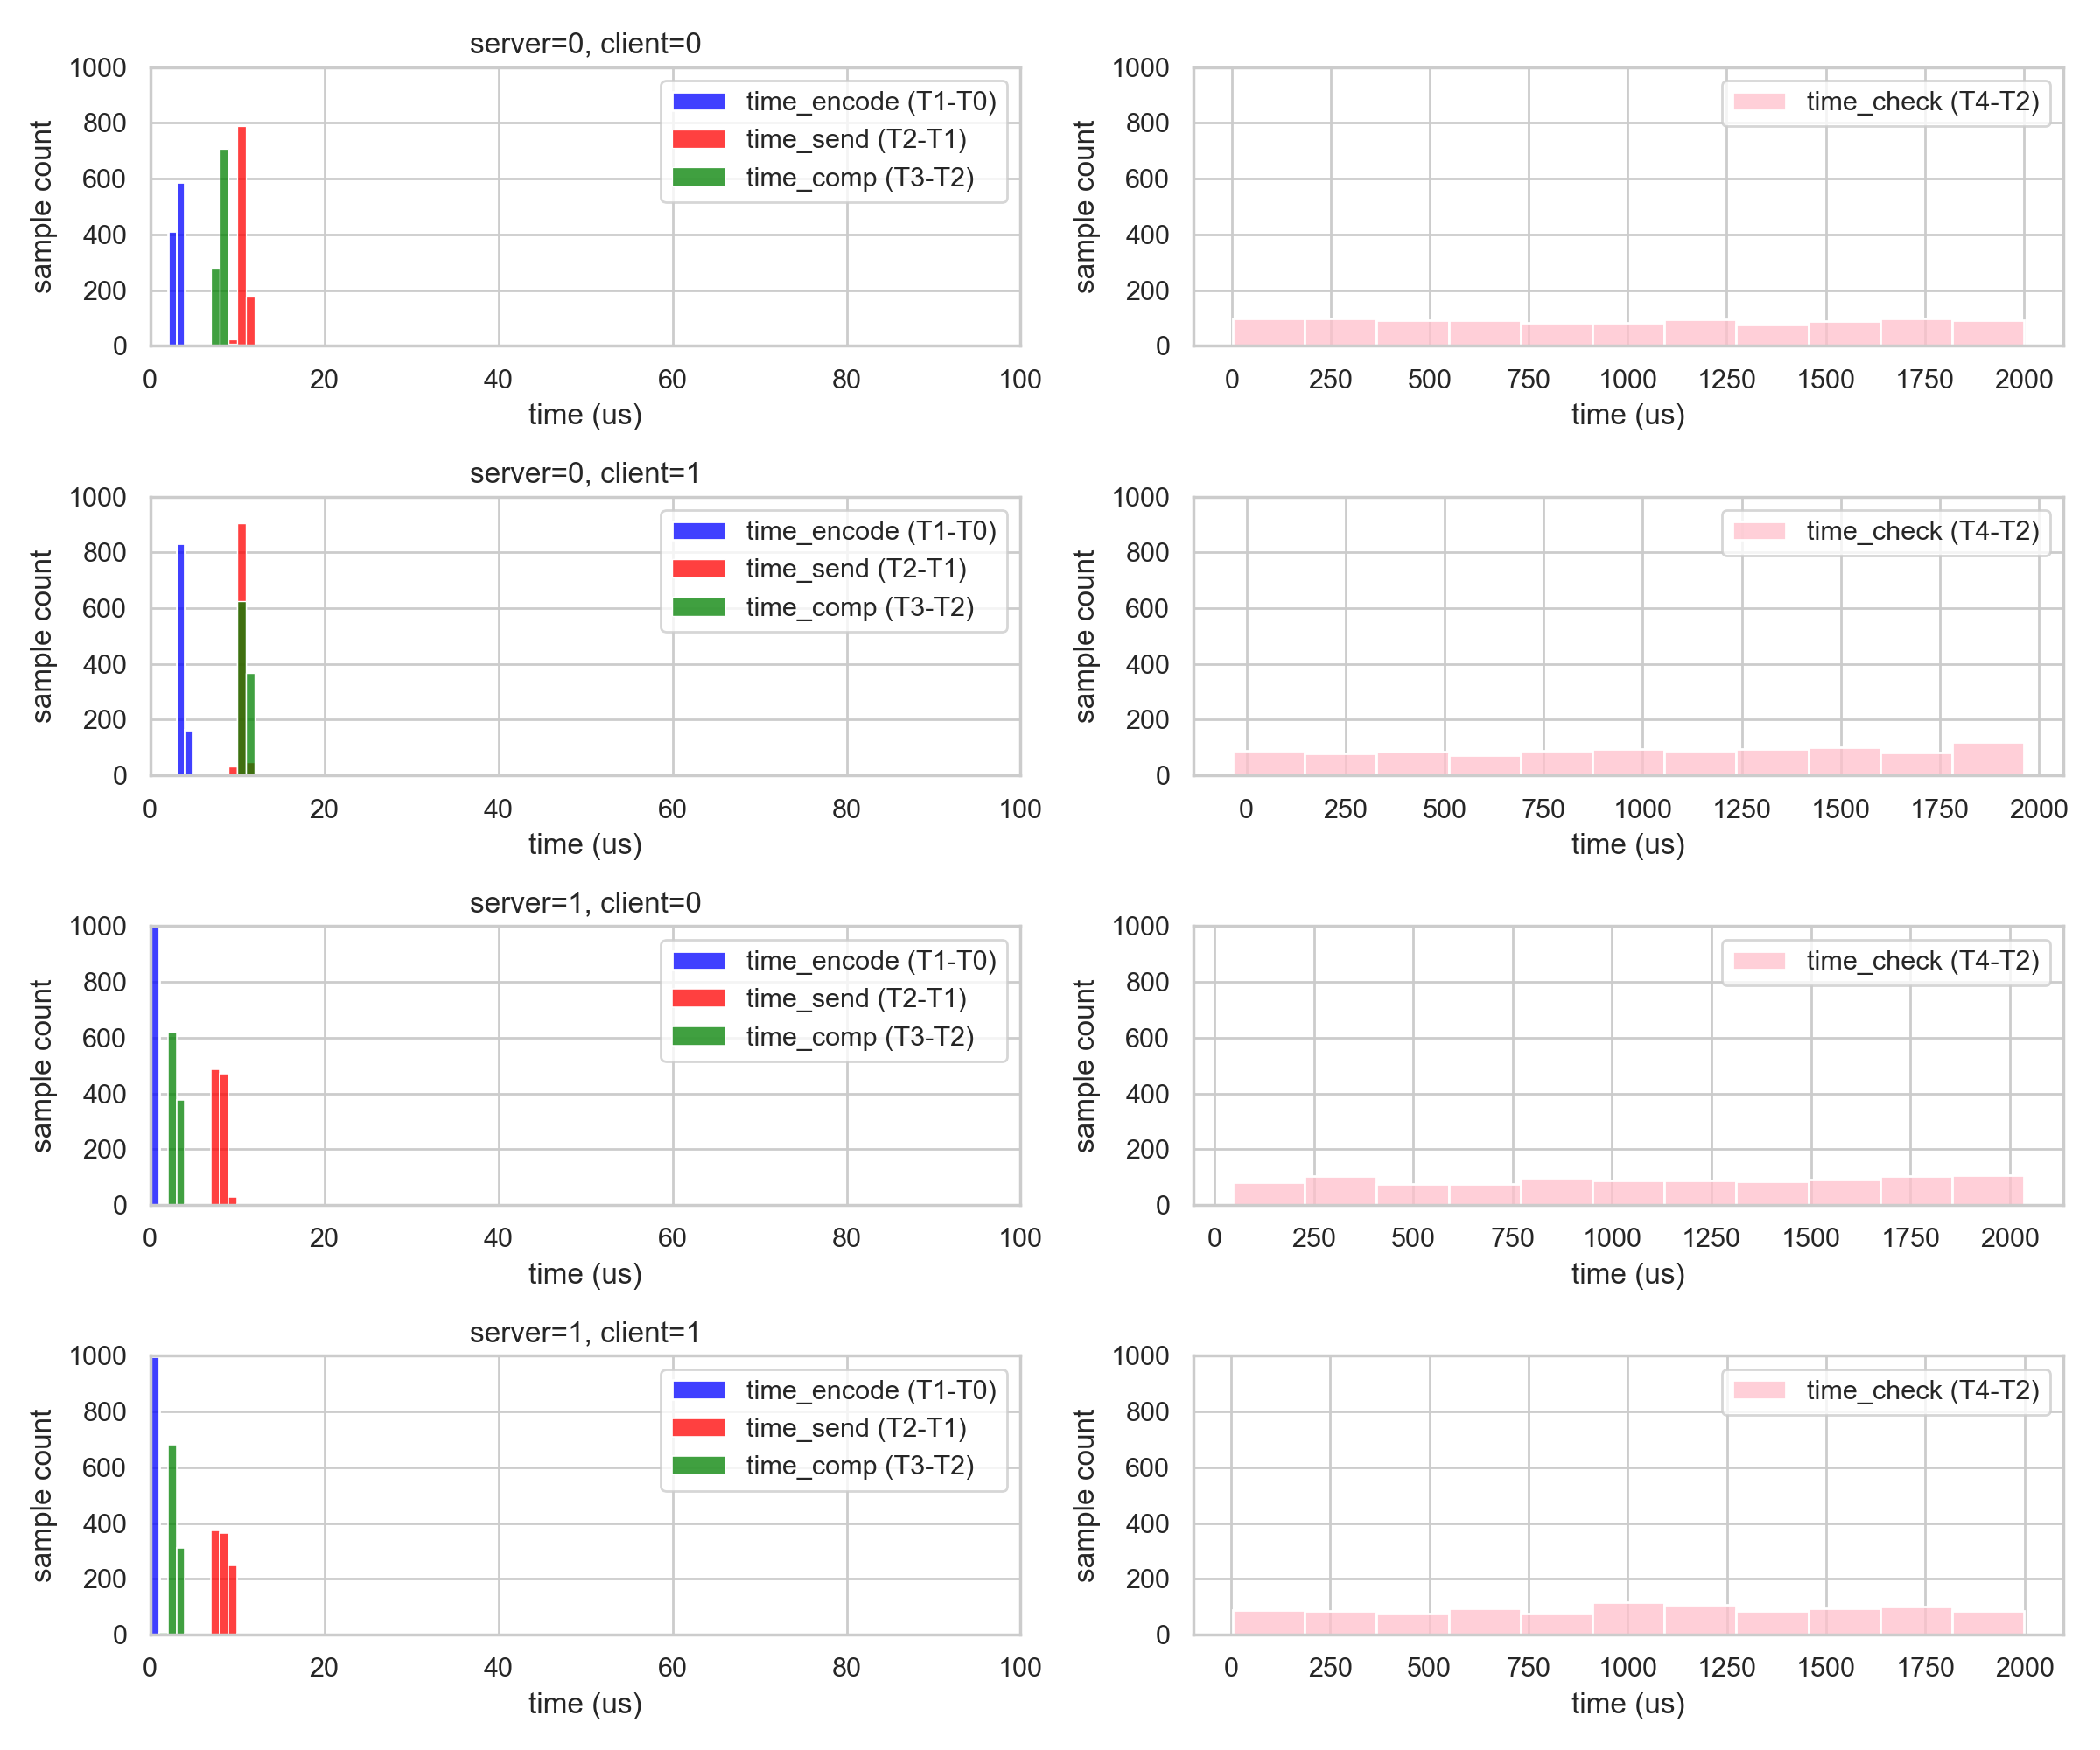 server=0, client=0
1000
800
600
400
200
0
sample count
time_encode (T1-T0)
time_send (T2-T1)
time_comp (T3-T2)
0 20 40 60 80 100
time (us)
1000
800
600
400
200
0
sample count
time_check (T4-T2)
0 250 500 750 1000 1250 1500 1750 2000
time (us)
server=0, client=1
1000
800
600
400
200
0
sample count
time_encode (T1-T0)
time_send (T2-T1)
time_comp (T3-T2)
0 20 40 60 80 100
time (us)
1000
800
600
400
200
0
sample count
time_check (T4-T2)
0 250 500 750 1000 1250 1500 1750 2000
time (us)
server=1, client=0
1000
800
600
400
200
0
sample count
time_encode (T1-T0)
time_send (T2-T1)
time_comp (T3-T2)
0 20 40 60 80 100
time (us)
1000
800
600
400
200
0
sample count
time_check (T4-T2)
0 250 500 750 1000 1250 1500 1750 2000
time (us)
server=1, client=1
1000
800
600
400
200
0
sample count
time_encode (T1-T0)
time_send (T2-T1)
time_comp (T3-T2)
0 20 40 60 80 100
time (us)
1000
800
600
400
200
0
sample count
time_check (T4-T2)
0 250 500 750 1000 1250 1500 1750 2000
time (us)